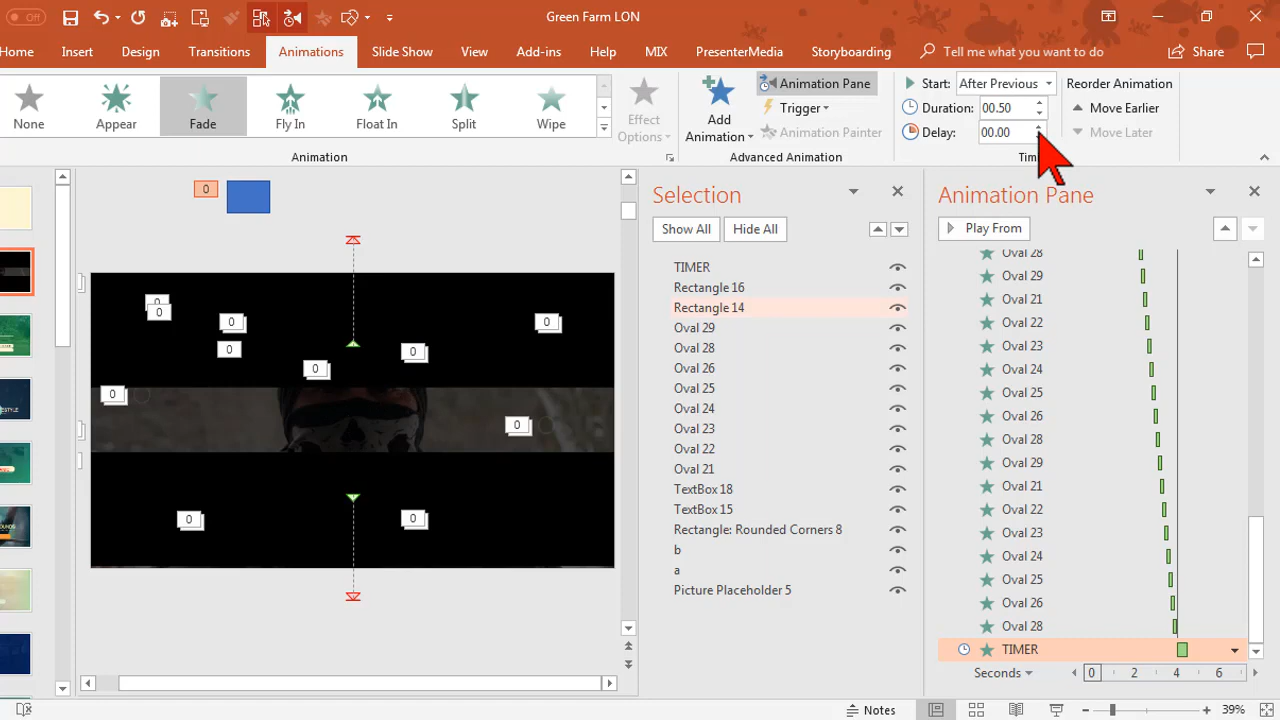 Off
Green Farm LON
Home Insert Design Transitions Animations Slide Show View Add-ins Help MIX PresenterMedia Storyboarding Tell me what you want to do Share
None Appear Fade Fly In Float In Split Wipe
Effect Options
Add Animation
Animation Pane
Trigger
Animation Painter
Start: After Previous
Duration: 00.50
Delay: 00.00
Reorder Animation
Move Earlier
Move Later
Animation
Advanced Animation
0
0
0
0
0
0
0
0
0
0
0
0
0
Selection
Show All Hide All
TIMER
Rectangle 16
Rectangle 14
Oval 29
Oval 28
Oval 26
Oval 25
Oval 24
Oval 23
Oval 22
Oval 21
TextBox 18
TextBox 15
Rectangle: Rounded Corners 8
b
a
Picture Placeholder 5
Animation Pane
Play From
Oval 28
Oval 29
Oval 21
Oval 22
Oval 23
Oval 24
Oval 25
Oval 26
Oval 28
Oval 29
Oval 21
Oval 22
Oval 23
Oval 24
Oval 25
Oval 26
Oval 28
TIMER
Seconds 0 2 4 6
Notes
39%